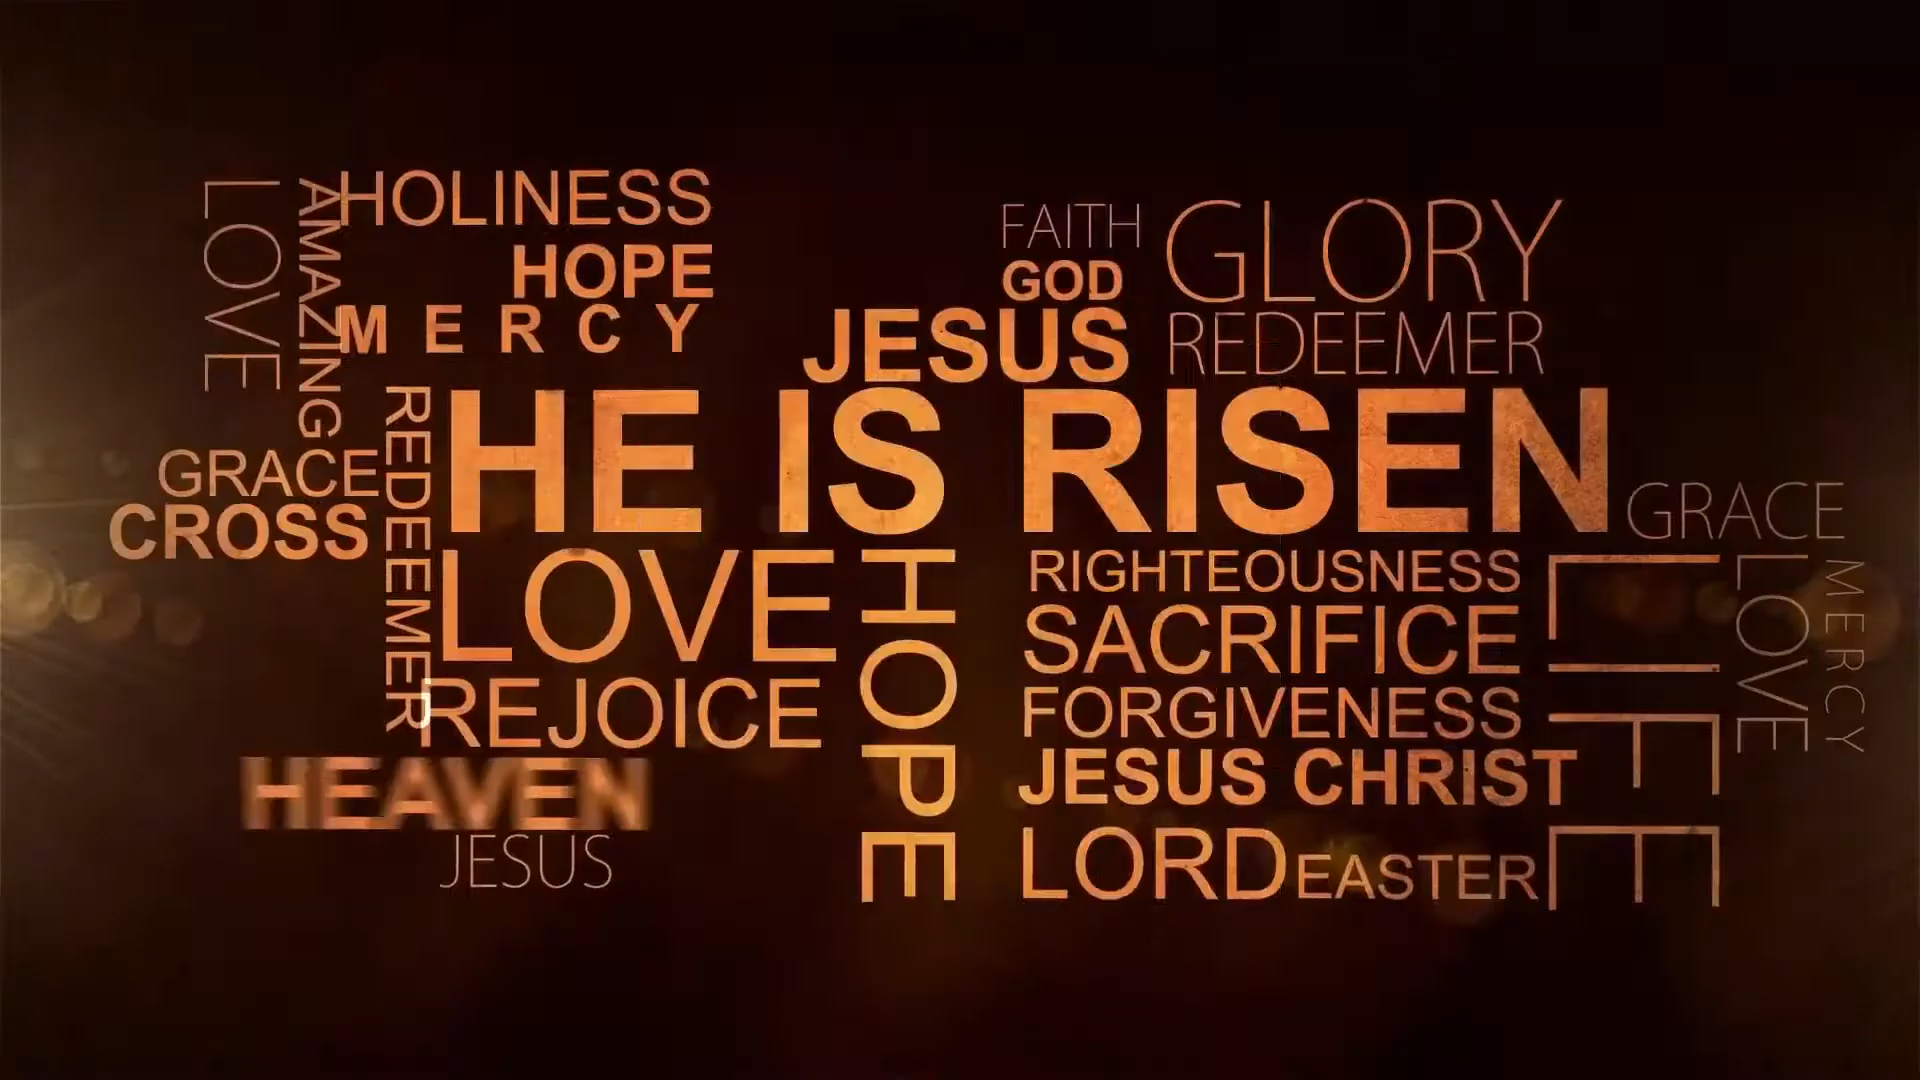 LOVE
AMAZING
HOLINESS
HOPE
MERCY
FAITH
GLORY
GOD
JESUS
REDEEMER
HE IS RISEN
GRACE
CROSS
REDEEMER
LOVE
REJOICE
HEAVEN
JESUS
HOPE
RIGHTEOUSNESS
SACRIFICE
FORGIVENESS
JESUS CHRIST
LORD
EASTER
LIFE
GRACE
LOVE
MERCY